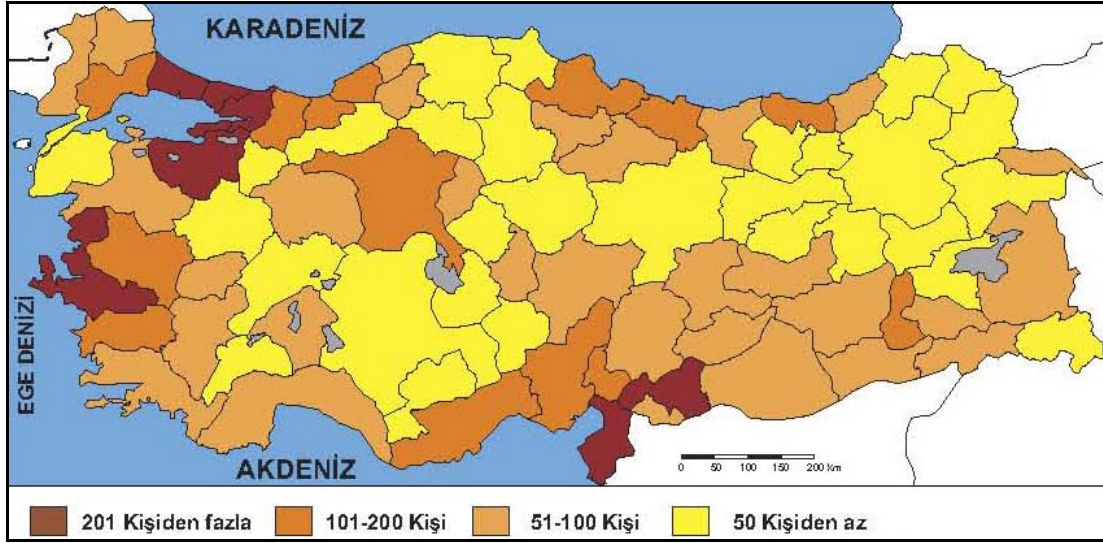 KARADENİZ
EGE DENİZİ
AKDENİZ
0 50 100 150 200 km
201 Kişiden fazla
101-200 Kişi
51-100 Kişi
50 Kişiden az